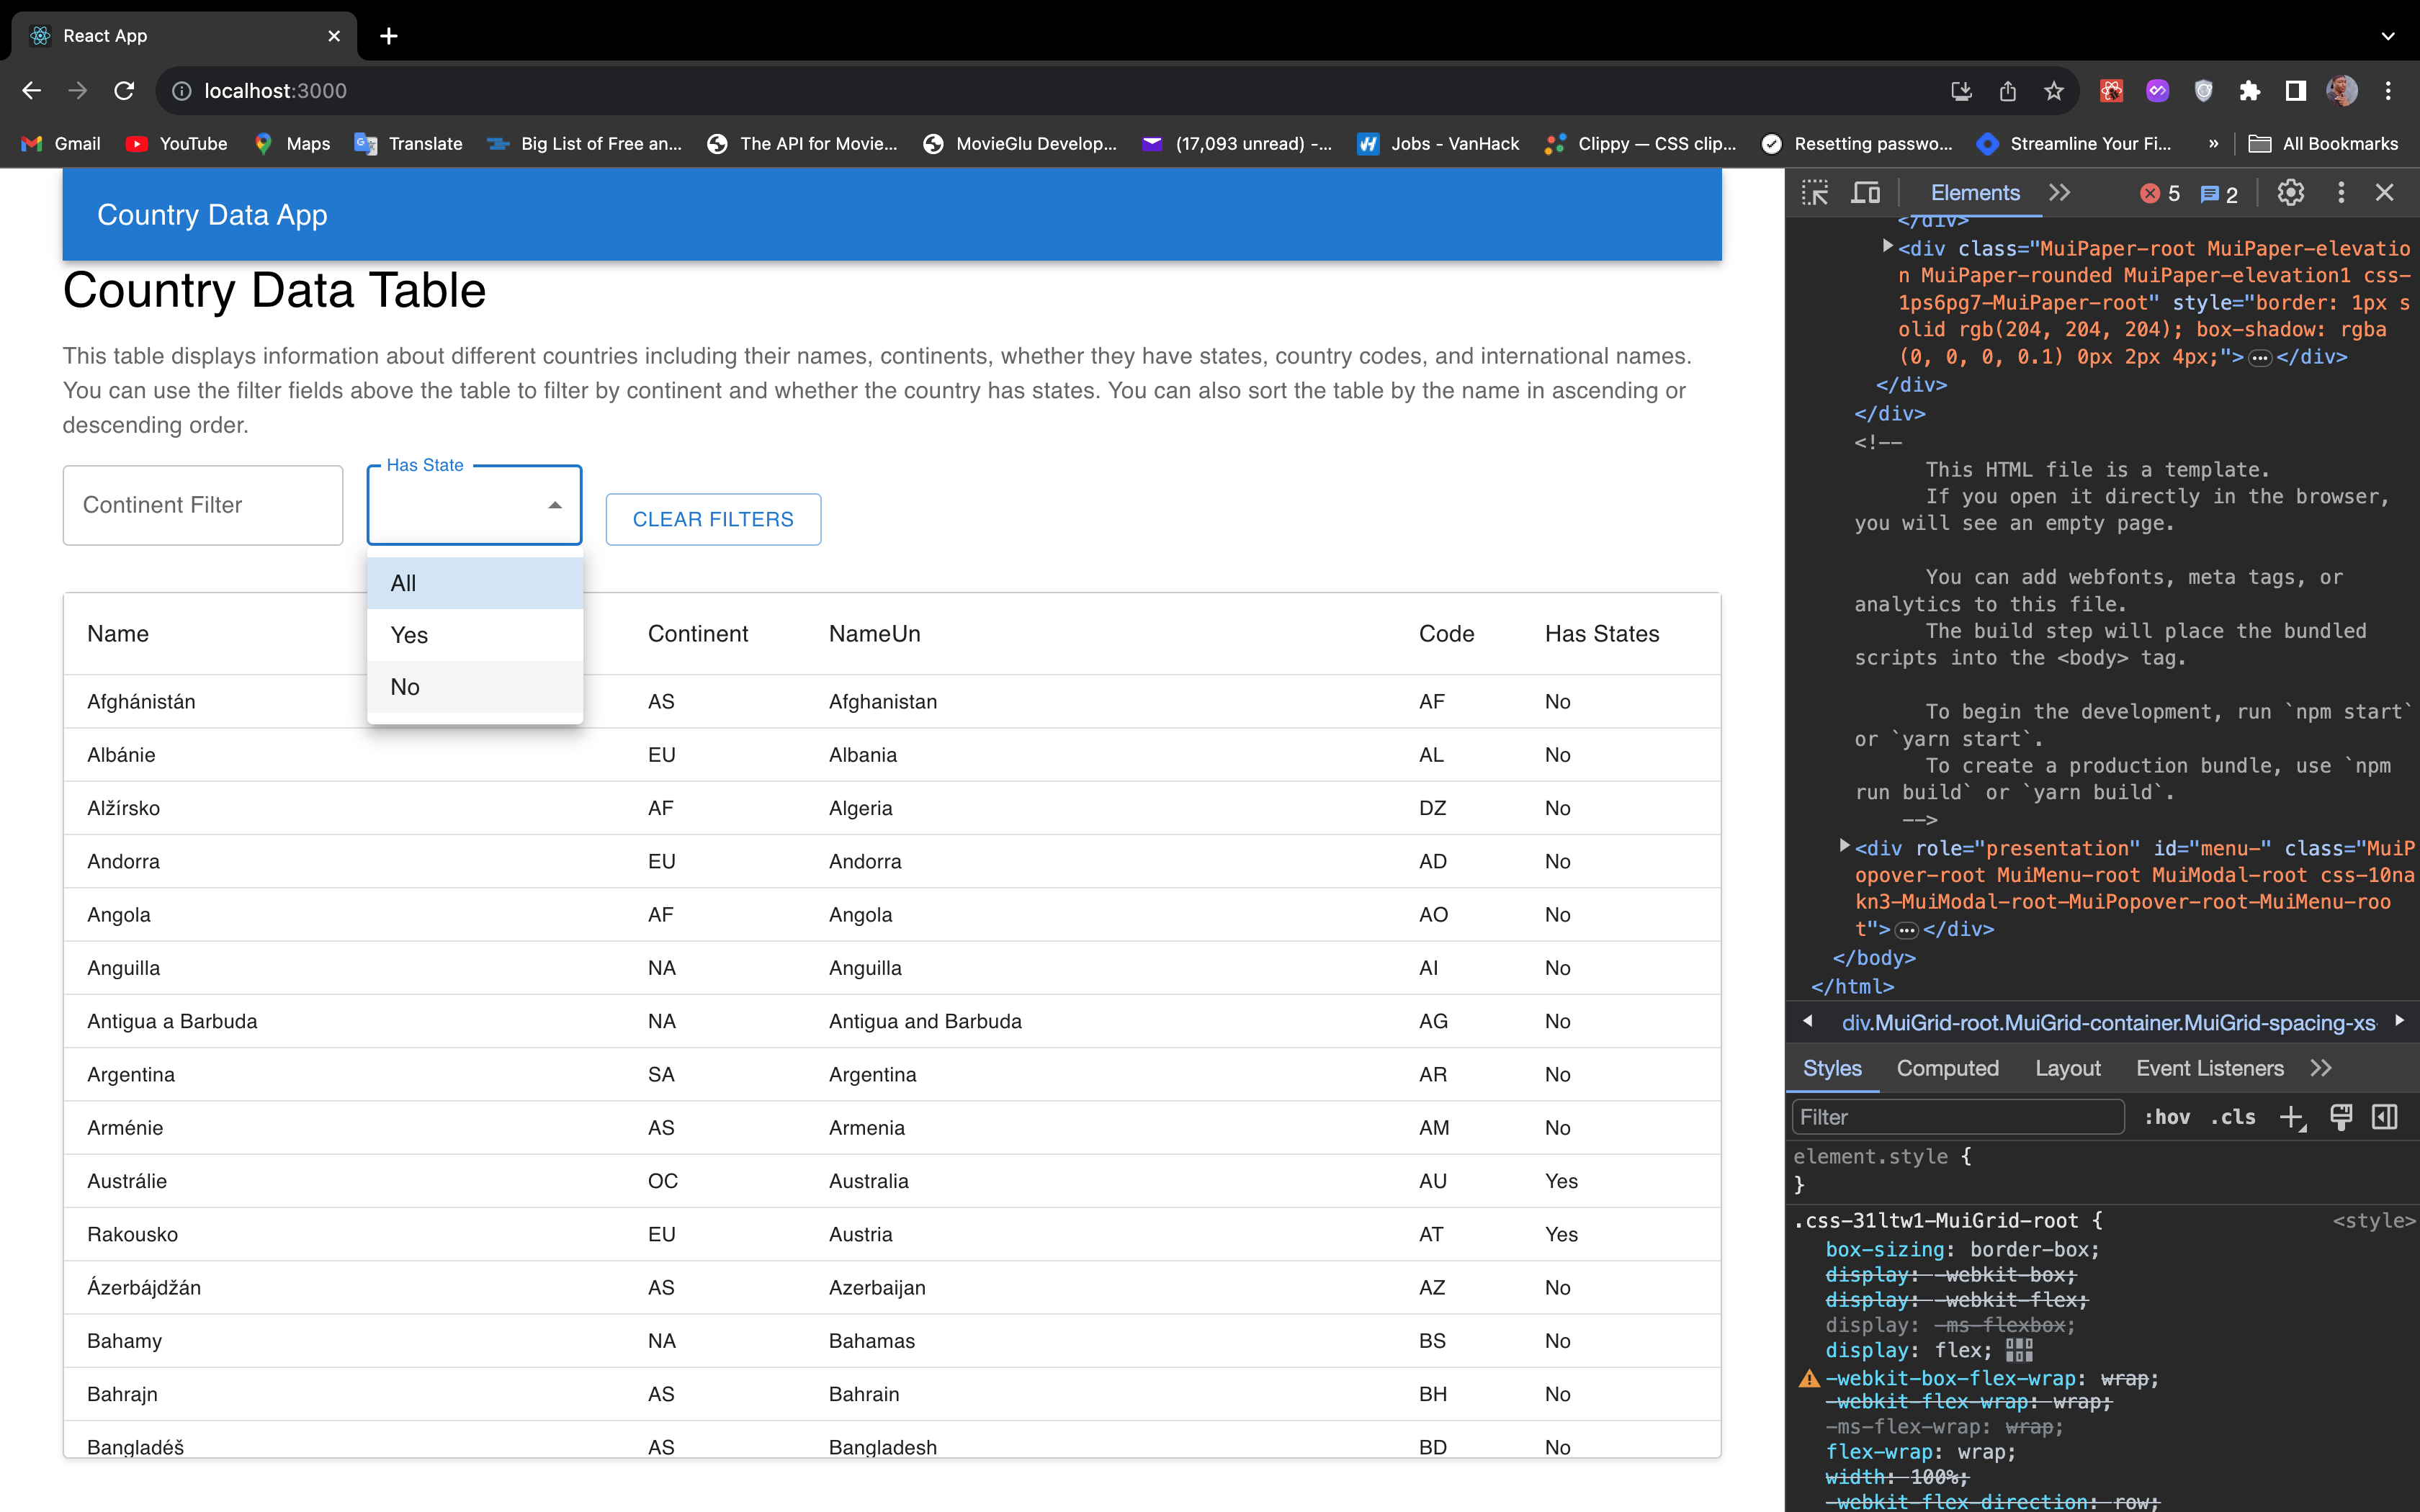 React App
localhost:3000
Gmail YouTube Maps Translate Big List of Free an... The API for Movie... MovieGlu Develop... (17,093 unread) -... Jobs - VanHack Clippy — CSS clip... Resetting passwo... Streamline Your Fi... » All Bookmarks
Country Data App
Country Data Table
This table displays information about different countries including their names, continents, whether they have states, country codes, and international names.
You can use the filter fields above the table to filter by continent and whether the country has states. You can also sort the table by the name in ascending or
descending order.
Continent Filter
Has State
CLEAR FILTERS
All
Yes
No
Name Continent NameUn Code Has States
Afghánistán AS Afghanistan AF No
Albánie EU Albania AL No
Alžírsko AF Algeria DZ No
Andorra EU Andorra AD No
Angola AF Angola AO No
Anguilla NA Anguilla AI No
Antigua a Barbuda NA Antigua and Barbuda AG No
Argentina SA Argentina AR No
Arménie AS Armenia AM No
Austrálie OC Australia AU Yes
Rakousko EU Austria AT Yes
Ázerbájdžán AS Azerbaijan AZ No
Bahamy NA Bahamas BS No
Bahrajn AS Bahrain BH No
Bangladéš AS Bangladesh BD No
Elements 5 2
</div>
<div class="MuiPaper-root MuiPaper-elevatio
n MuiPaper-rounded MuiPaper-elevation1 css-
1ps6pg7-MuiPaper-root" style="border: 1px s
olid rgb(204, 204, 204); box-shadow: rgba
(0, 0, 0, 0.1) 0px 2px 4px;">…</div>
</div>
</div>
<!--
This HTML file is a template.
If you open it directly in the browser,
you will see an empty page.
You can add webfonts, meta tags, or
analytics to this file.
The build step will place the bundled
scripts into the <body> tag.
To begin the development, run `npm start`
or `yarn start`.
To create a production bundle, use `npm
run build` or `yarn build`.
-->
<div role="presentation" id="menu-" class="MuiP
opover-root MuiMenu-root MuiModal-root css-10na
kn3-MuiModal-root-MuiPopover-root-MuiMenu-roo
t">…</div>
</body>
</html>
div.MuiGrid-root.MuiGrid-container.MuiGrid-spacing-xs
Styles Computed Layout Event Listeners
Filter :hov .cls
element.style {
}
.css-31ltw1-MuiGrid-root { <style>
box-sizing: border-box;
display: -webkit-box;
display: -webkit-flex;
display: -ms-flexbox;
display: flex;
-webkit-box-flex-wrap: wrap;
-webkit-flex-wrap: wrap;
-ms-flex-wrap: wrap;
flex-wrap: wrap;
width: 100%;
-webkit-flex-direction: row;